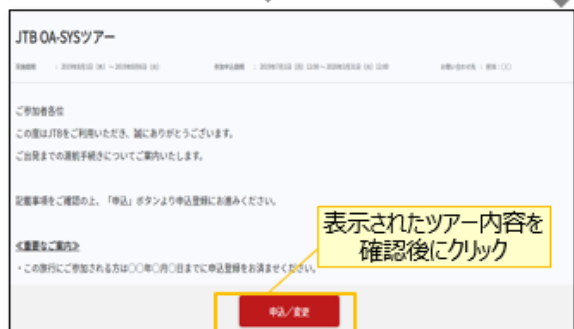 JTB OA-SYSツアー
ご参加者各位
この度はJTBをご利用いただき、誠にありがとうございます。
ご出発までの渡航手続きについてご案内いたします。
記載事項をご確認の上、「申込」ボタンより申込登録にお進みください。
<重要なご案内>
・この旅行にご参加される方は〇〇年〇月〇日までに申込登録をお済ませください。
表示されたツアー内容を
確認後にクリック
申込/変更